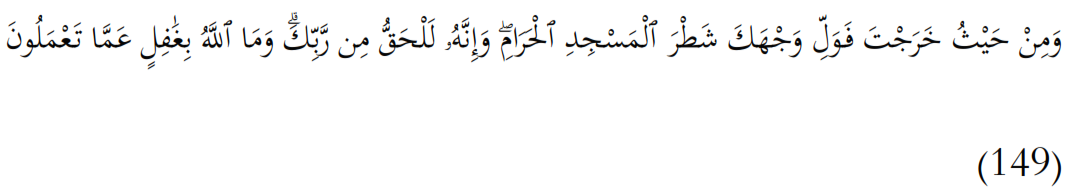 وَمِنْ حَيْثُ خَرَجْتَ فَوَلِّ وَجْهَكَ شَطْرَ ٱلْمَسْجِدِ ٱلْحَرَامِۖ وَإِنَّهُۥ لَلْحَقُّ مِن رَّبِّكَۗ وَمَا ٱللَّهُ بِغَٰفِلٍ عَمَّا تَعْمَلُونَ
(149)